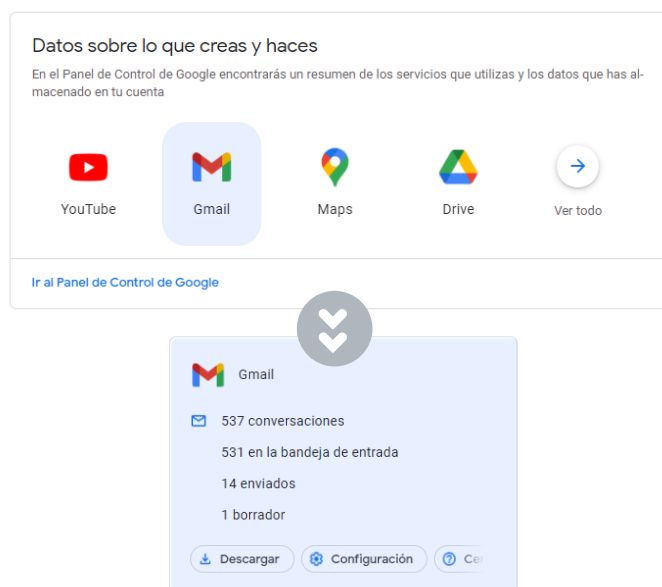 Datos sobre lo que creas y haces
En el Panel de Control de Google encontrarás un resumen de los servicios que utilizas y los datos que has al-
macenado en tu cuenta
YouTube
Gmail
Maps
Drive
Ver todo
Ir al Panel de Control de Google
Gmail
537 conversaciones
531 en la bandeja de entrada
14 enviados
1 borrador
Descargar
Configuración